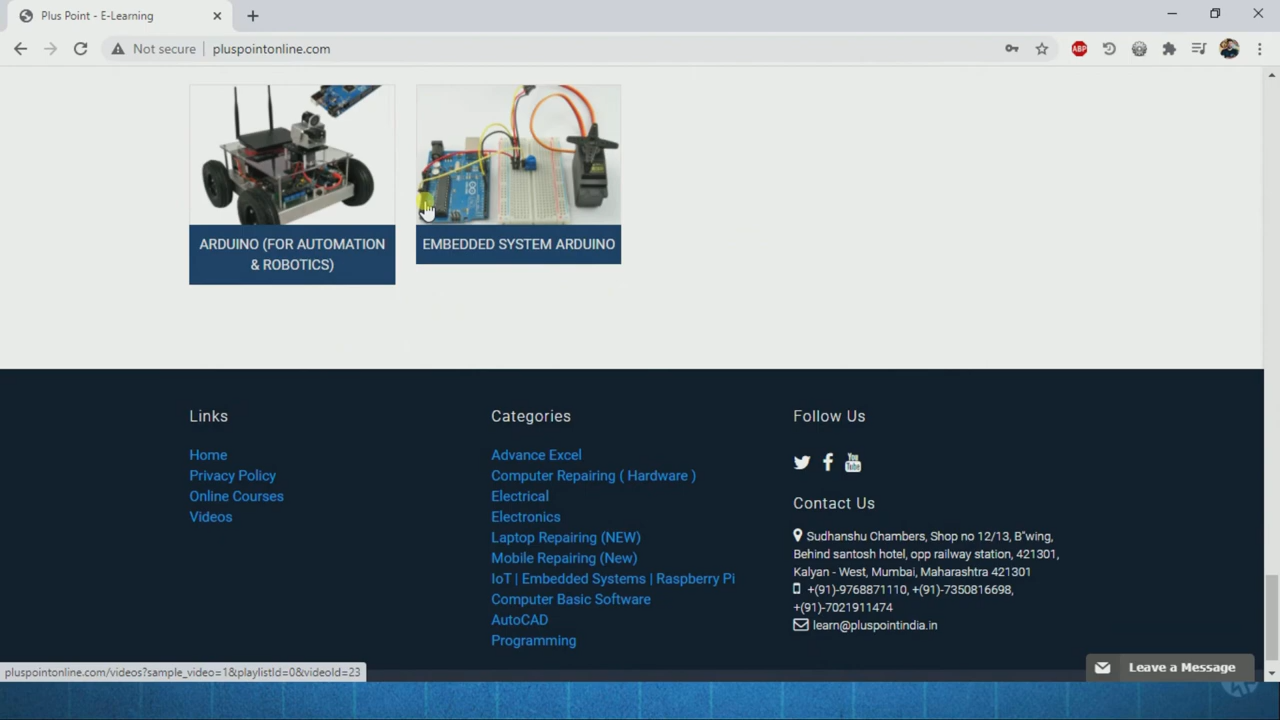 Plus Point - E-Learning
Not secure
pluspointonline.com
ABP
ARDUINO (FOR AUTOMATION
& ROBOTICS)
EMBEDDED SYSTEM ARDUINO
Links
Home
Privacy Policy
Online Courses
Videos
Categories
Advance Excel
Computer Repairing ( Hardware )
Electrical
Electronics
Laptop Repairing (NEW)
Mobile Repairing (New)
IoT | Embedded Systems | Raspberry Pi
Computer Basic Software
AutoCAD
Programming
Follow Us
You
Tube
Contact Us
Sudhanshu Chambers, Shop no 12/13, B"wing,
Behind santosh hotel, opp railway station, 421301,
Kalyan - West, Mumbai, Maharashtra 421301
+(91)-9768871110, +(91)-7350816698,
+(91)-7021911474
learn@pluspointindia.in
pluspointonline.com/videos?sample_video=1&playlistId=0&videoId=23
Leave a Message